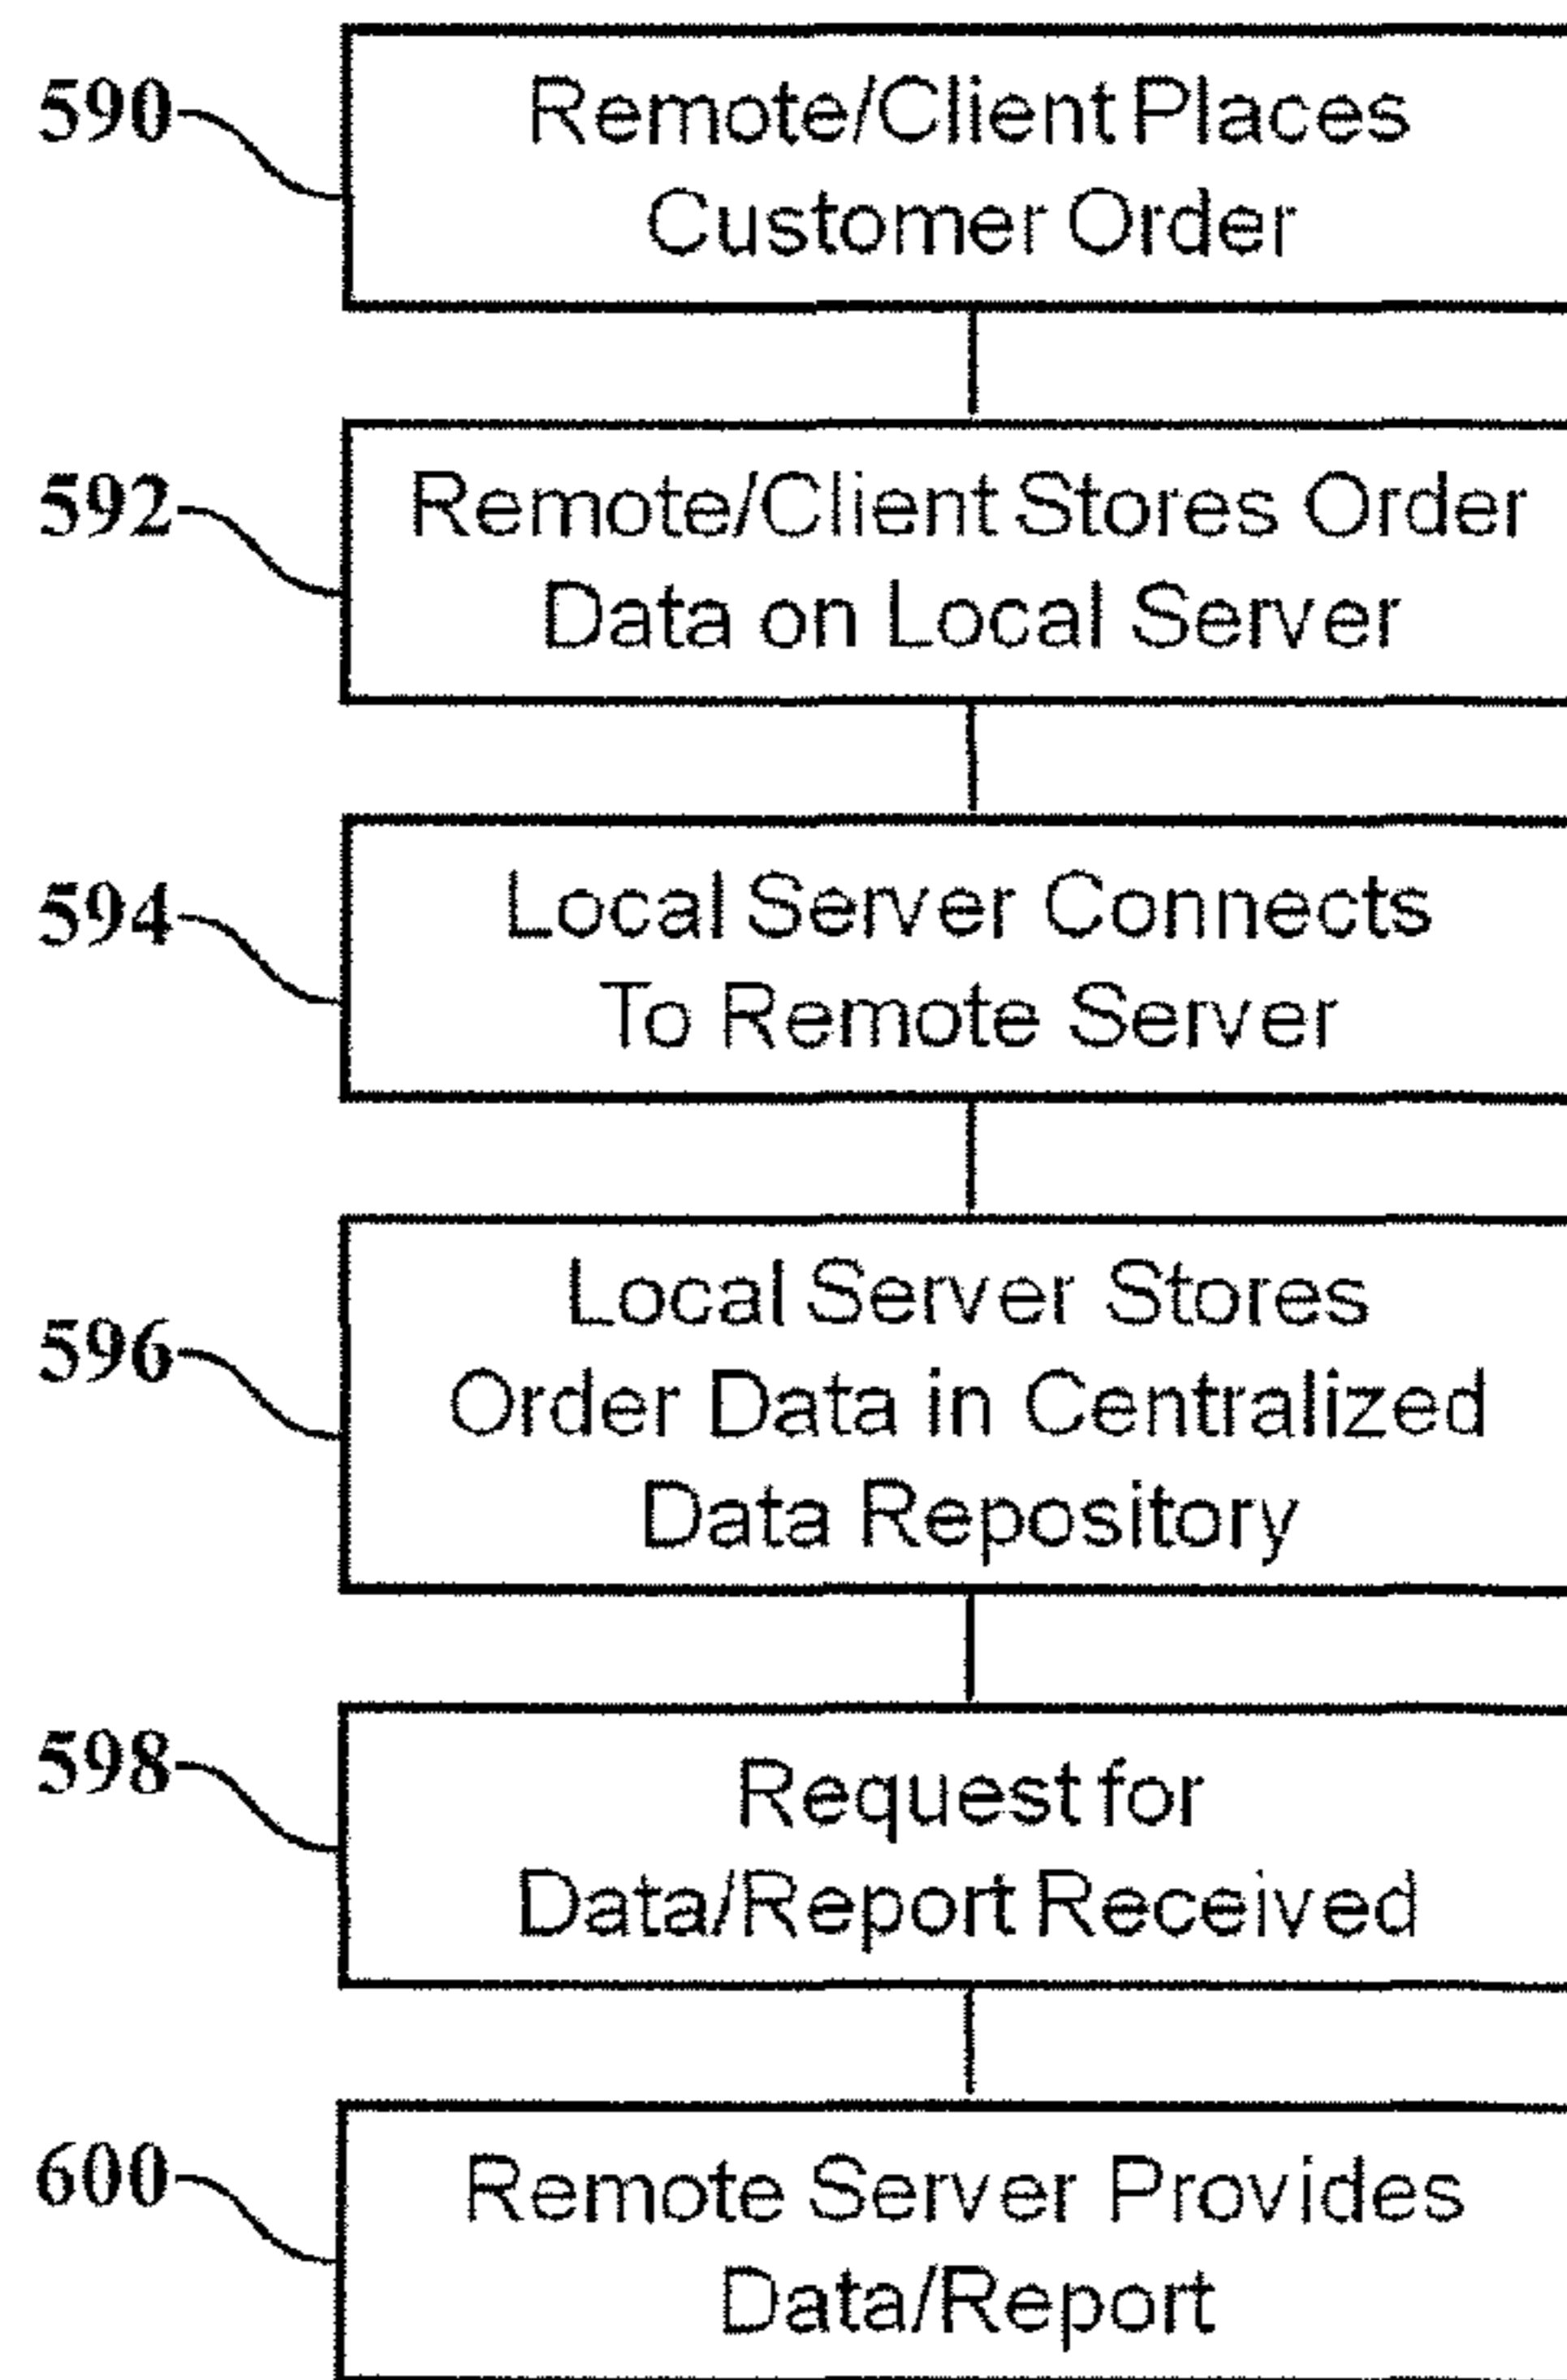 590
Remote/Client Places
Customer Order
592
Remote/Client Stores Order
Data on Local Server
594
Local Server Connects
To Remote Server
596
Local Server Stores
Order Data in Centralized
Data Repository
598
Request for
Data/Report Received
600
Remote Server Provides
Data/Report